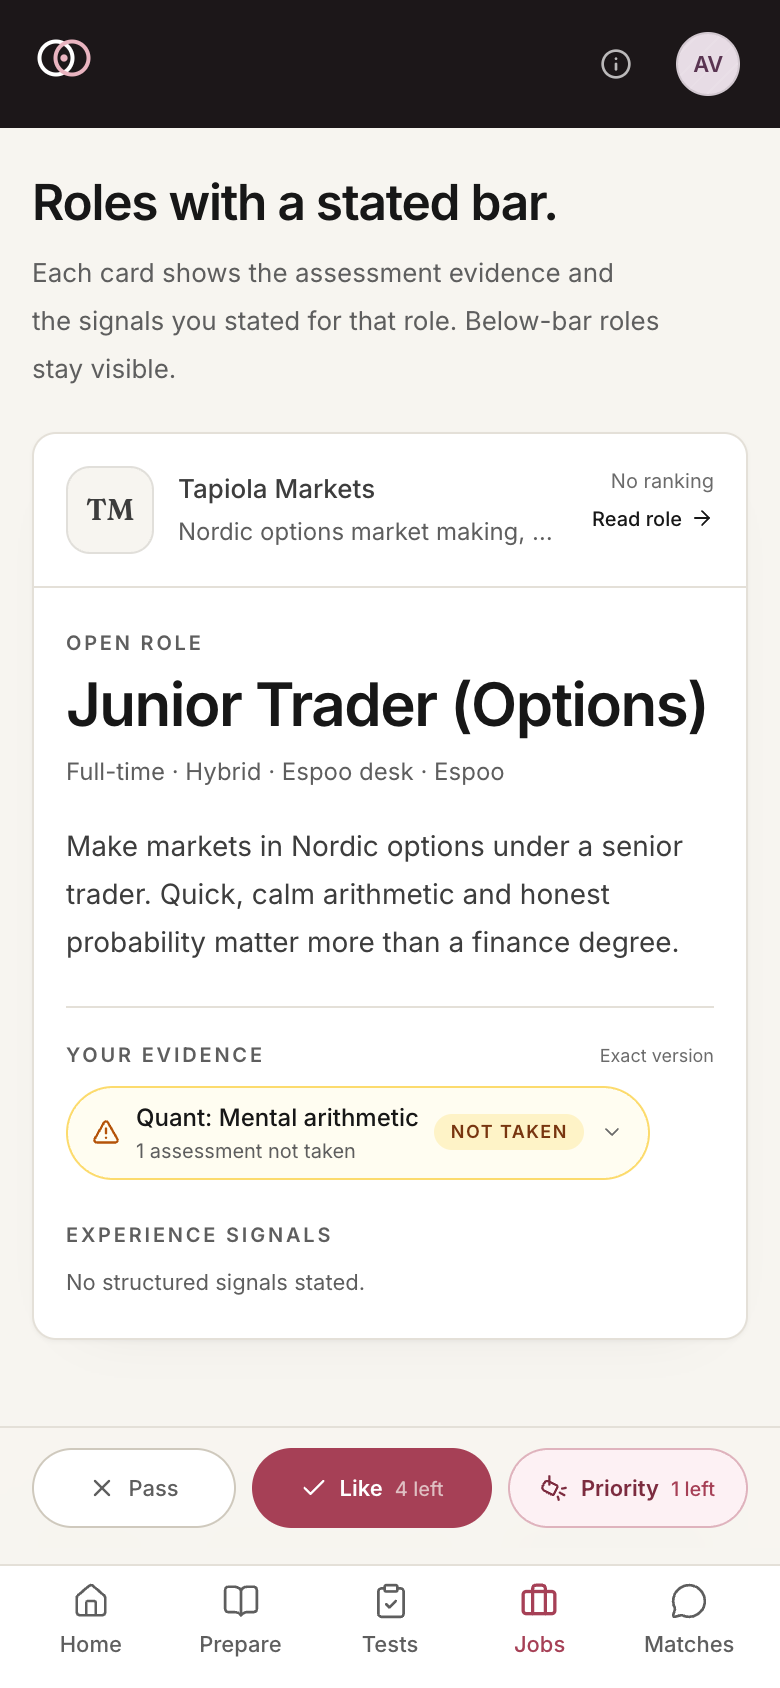 AV
Roles with a stated bar.
Each card shows the assessment evidence and
the signals you stated for that role. Below-bar roles
stay visible.
TM
Tapiola Markets
Nordic options market making, ...
No ranking
Read role →
OPEN ROLE
Junior Trader (Options)
Full-time · Hybrid · Espoo desk · Espoo
Make markets in Nordic options under a senior
trader. Quick, calm arithmetic and honest
probability matter more than a finance degree.
YOUR EVIDENCE
Exact version
Quant: Mental arithmetic
1 assessment not taken
NOT TAKEN
EXPERIENCE SIGNALS
No structured signals stated.
Pass
Like 4 left
Priority 1 left
Home
Prepare
Tests
Jobs
Matches